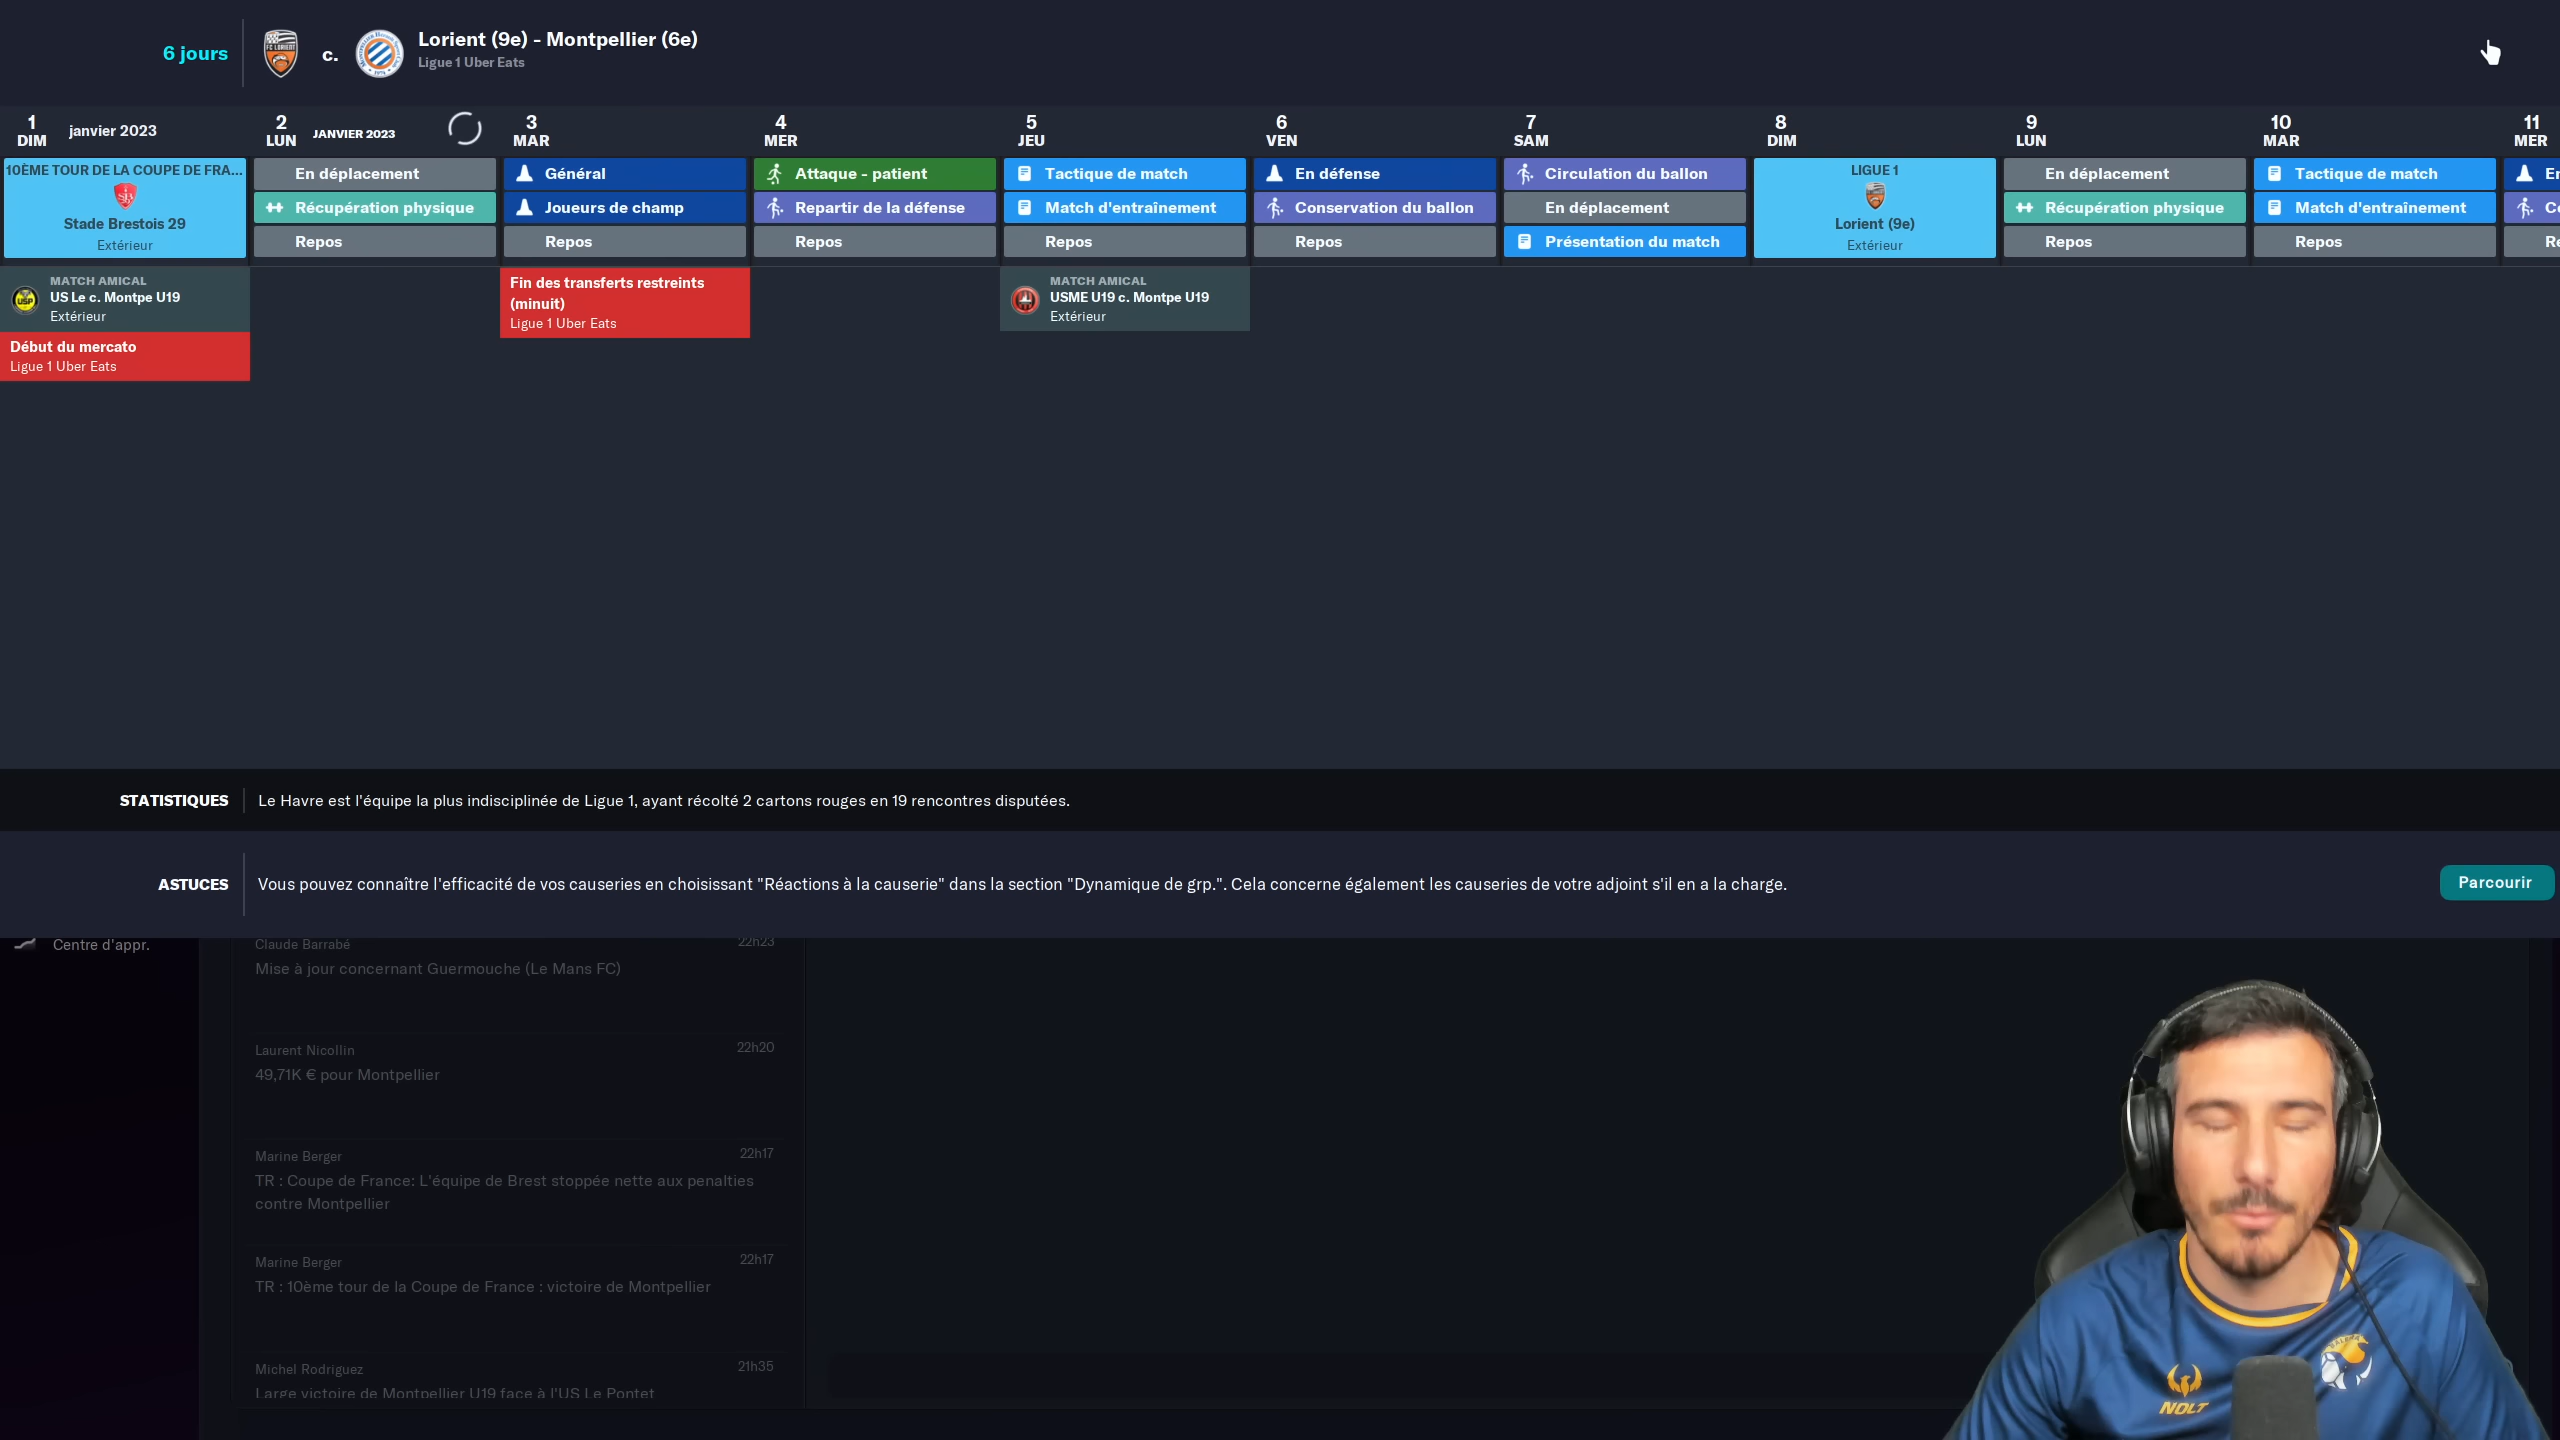 6 jours
c.
Lorient (9e) - Montpellier (6e)
Ligue 1 Uber Eats
1
DIM
janvier 2023
2
LUN
JANVIER 2023
3
MAR
4
MER
5
JEU
6
VEN
7
SAM
8
DIM
9
LUN
10
MAR
11
MER
10ÈME TOUR DE LA COUPE DE FRA...
Stade Brestois 29
Extérieur
MATCH AMICAL
US Le c. Montpe U19
Extérieur
Début du mercato
Ligue 1 Uber Eats
En déplacement
Récupération physique
Repos
Général
Joueurs de champ
Repos
Fin des transferts restreints
(minuit)
Ligue 1 Uber Eats
Attaque - patient
Repartir de la défense
Repos
Tactique de match
Match d'entraînement
Repos
MATCH AMICAL
USME U19 c. Montpe U19
Extérieur
En défense
Conservation du ballon
Repos
Circulation du ballon
En déplacement
Présentation du match
LIGUE 1
Lorient (9e)
Extérieur
En déplacement
Récupération physique
Repos
Tactique de match
Match d'entraînement
Repos
STATISTIQUES
Le Havre est l'équipe la plus indisciplinée de Ligue 1, ayant récolté 2 cartons rouges en 19 rencontres disputées.
ASTUCES
Vous pouvez connaître l'efficacité de vos causeries en choisissant "Réactions à la causerie" dans la section "Dynamique de grp.". Cela concerne également les causeries de votre adjoint s'il en a la charge.
Parcourir
Centre d'appr.
Claude Barrabé
22h23
Mise à jour concernant Guermouche (Le Mans FC)
Laurent Nicollin
22h20
49,71K € pour Montpellier
Marine Berger
22h17
TR : Coupe de France: L'équipe de Brest stoppée nette aux penalties
contre Montpellier
Marine Berger
22h17
TR : 10ème tour de la Coupe de France : victoire de Montpellier
Michel Rodriguez
21h35
Large victoire de Montpellier U19 face à l'US Le Pontet
NOLT